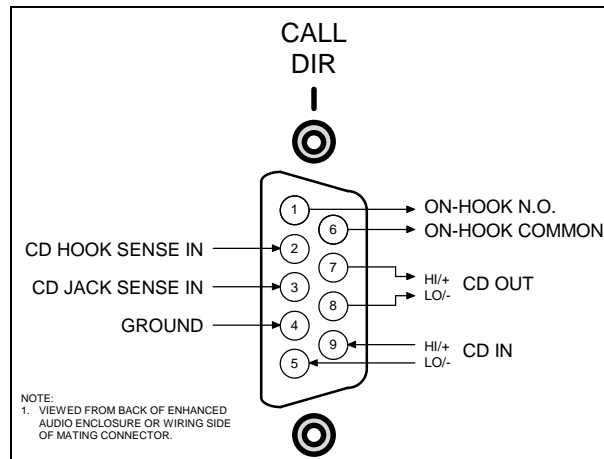 CALL
DIR
1
ON-HOOK N.O.
6
ON-HOOK COMMON
CD HOOK SENSE IN
2
7
HI/+
CD OUT
LO/-
CD JACK SENSE IN
3
8
GROUND
4
9
HI/+
CD IN
LO/-
5
NOTE:
1. VIEWED FROM BACK OF ENHANCED
AUDIO ENCLOSURE OR WIRING SIDE
OF MATING CONNECTOR.